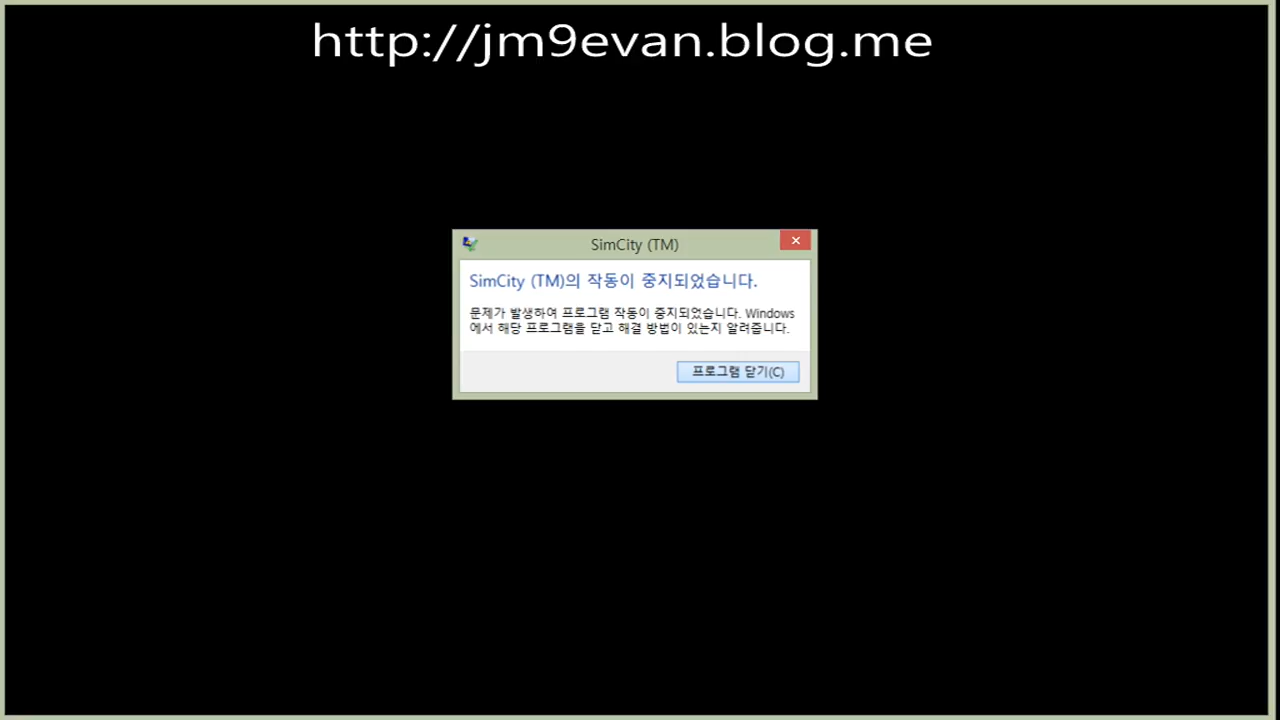 http://jm9evan.blog.me
SimCity (TM)
SimCity (TM)의 작동이 중지되었습니다.
문제가 발생하여 프로그램 작동이 중지되었습니다. Windows
에서 해당 프로그램을 닫고 해결 방법이 있는지 알려줍니다.
프로그램 닫기(C)